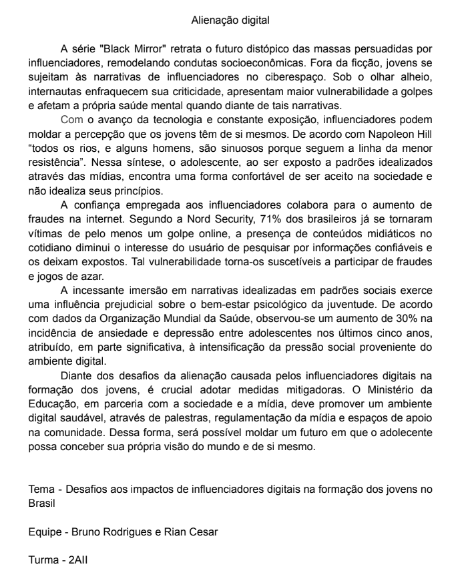 Alienação digital
A série "Black Mirror" retrata o futuro distópico das massas persuadidas por
influenciadores, remodelando condutas socioeconômicas. Fora da ficção, jovens se
sujeitam às narrativas de influenciadores no ciberespaço. Sob o olhar alheio,
internautas enfraquecem sua criticidade, apresentam maior vulnerabilidade a golpes
e afetam a própria saúde mental quando diante de tais narrativas.
Com o avanço da tecnologia e constante exposição, influenciadores podem
moldar a percepção que os jovens têm de si mesmos. De acordo com Napoleon Hill
“todos os rios, e alguns homens, são sinuosos porque seguem a linha da menor
resistência”. Nessa síntese, o adolescente, ao ser exposto a padrões idealizados
através das mídias, encontra uma forma confortável de ser aceito na sociedade e
não idealiza seus princípios.
A confiança empregada aos influenciadores colabora para o aumento de
fraudes na internet. Segundo a Nord Security, 71% dos brasileiros já se tornaram
vítimas de pelo menos um golpe online, a presença de conteúdos midiáticos no
cotidiano diminui o interesse do usuário de pesquisar por informações confiáveis e
os deixam expostos. Tal vulnerabilidade torna-os suscetíveis a participar de fraudes
e jogos de azar.
A incessante imersão em narrativas idealizadas em padrões sociais exerce
uma influência prejudicial sobre o bem-estar psicológico da juventude. De acordo
com dados da Organização Mundial da Saúde, observou-se um aumento de 30% na
incidência de ansiedade e depressão entre adolescentes nos últimos cinco anos,
atribuído, em parte significativa, à intensificação da pressão social proveniente do
ambiente digital.
Diante dos desafios da alienação causada pelos influenciadores digitais na
formação dos jovens, é crucial adotar medidas mitigadoras. O Ministério da
Educação, em parceria com a sociedade e a mídia, deve promover um ambiente
digital saudável, através de palestras, regulamentação da mídia e espaços de apoio
na comunidade. Dessa forma, será possível moldar um futuro em que o adolecente
possa conceber sua própria visão do mundo e de si mesmo.
Tema - Desafios aos impactos de influenciadores digitais na formação dos jovens no
Brasil
Equipe - Bruno Rodrigues e Rian Cesar
Turma - 2AII